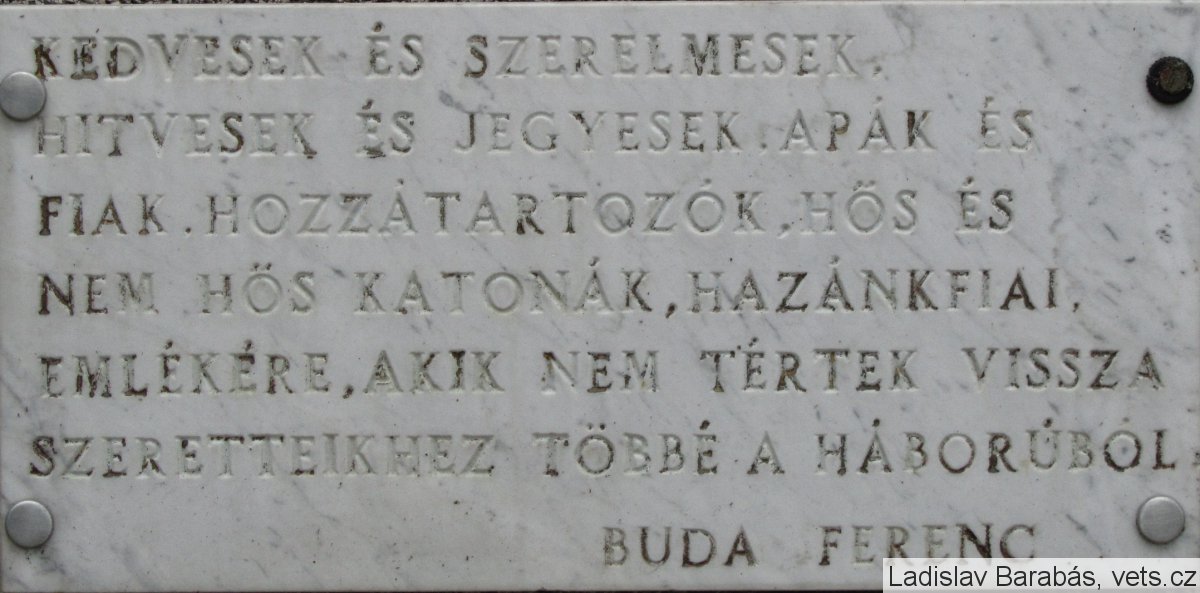 KEDVESEK ÉS SZERELMESEK,
HITVESEK ÉS JEGYESEK, APÁK ÉS
FIAK, HOZZÁTARTOZÓK, HŐS ÉS
NEM HŐS KATONÁK, HAZÁNKFIAI,
EMLÉKÉRE, AKIK NEM TÉRTEK VISSZA
SZERETTEIKHEZ TÖBBÉ A HÁBORÚBÓL.
BUDA FERENC
Ladislav Barabás, vets.cz